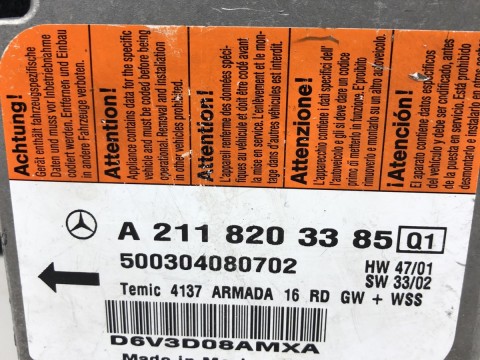 Achtung!
Gerät enthält fahrzeugspezifische
Daten und muss vor Inbetriebnahme
codiert werden. Entfernen und Einbau
in andere Fahrzeuge verboten.
Attention!
Appliance contains data for the specific
vehicle and must be coded before being
operational. Removal and installation
in other vehicles prohibited.
Attention!
L'appareil renferme des données spéci-
fiques au véhicule et doit être codé avant
la mise en service. L'enlèvement et le mon-
tage dans d'autres véhicules est interdit.
Attenzione!
L'apparecchio contiene i dati specifici dell'
autoveicolo e gli si deve dare un codice
prima di metterlo in funzione. E' proibito
rimuoverlo e montarlo su un altro autoveicolo.
¡Atención!
El aparato contiene datos específicos
del vehículo y debe ser codificado, antes
de la puesta en servicio. Está prohibido
desmontarlo y montarlo en otro
A 211 820 33 85 Q1
500304080702
HW 47/01
SW 33/02
Temic 4137 ARMADA 16 RD GW + WSS
D6V3D08AMXA
Made in